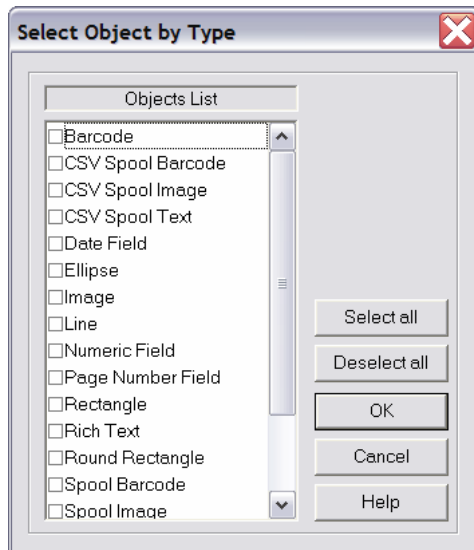 Select Object by Type
Objects List
Barcode
CSV Spool Barcode
CSV Spool Image
CSV Spool Text
Date Field
Ellipse
Image
Line
Numeric Field
Page Number Field
Rectangle
Rich Text
Round Rectangle
Spool Barcode
Spool Image
Select all
Deselect all
OK
Cancel
Help